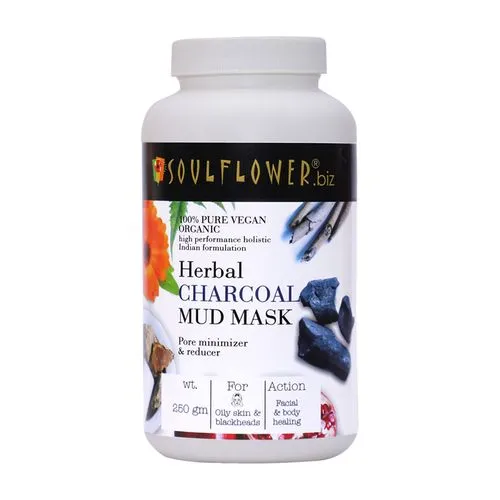 SOULFLOWER®.biz
100% PURE VEGAN
ORGANIC
high performance holistic
Indian formulation
Herbal
CHARCOAL
MUD MASK
Pore minimizer
& reducer
wt. For Action
250 gm Oily skin & blackheads Facial & body healing